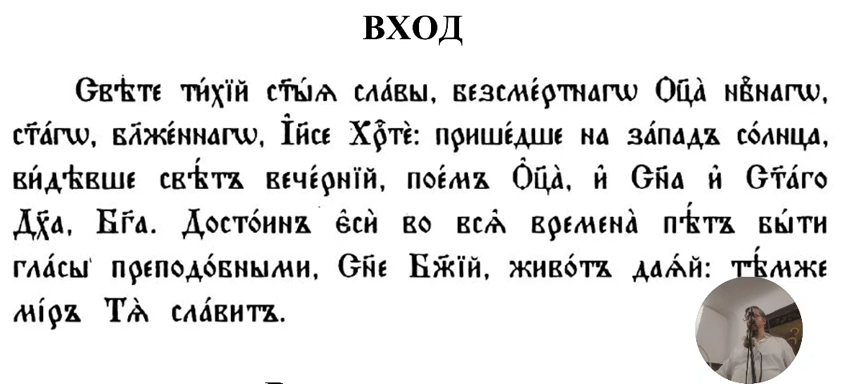 ВХОД
Свѣ́те ти́хїй ст҃ы́ѧ сла́вы, безсме́ртнагѡ Ѻц҃а̀ нбⷭ҇нагѡ,
ст҃а́гѡ, бл҃же́ннагѡ, І҆и҃се Хрⷭ҇тѐ: прише́дше на за́падъ со́лнца,
ви́дѣвше свѣ́тъ вече́рнїй, пое́мъ Ѻ҆ц҃а̀, и҆ Сн҃а и҆ Ст҃а́го
Дх҃а, Бг҃а. Досто́инъ є҆сѝ во всѧ̑ времена̀ пѣ́тъ бы́ти
гла́сы преподо́бными, Сн҃е Бж҃їй, живо́тъ даѧ́й: тѣ́мже
мі́ръ Тѧ̀ сла́витъ.